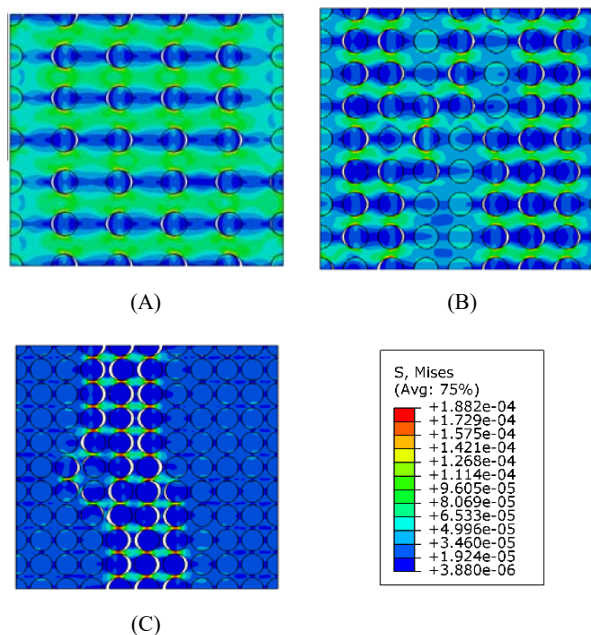 (A)
(B)
(C)
S, Mises
(Avg: 75%)
+1.882e-04
+1.729e-04
+1.575e-04
+1.421e-04
+1.268e-04
+1.114e-04
+9.605e-05
+8.069e-05
+6.533e-05
+4.996e-05
+3.460e-05
+1.924e-05
+3.880e-06